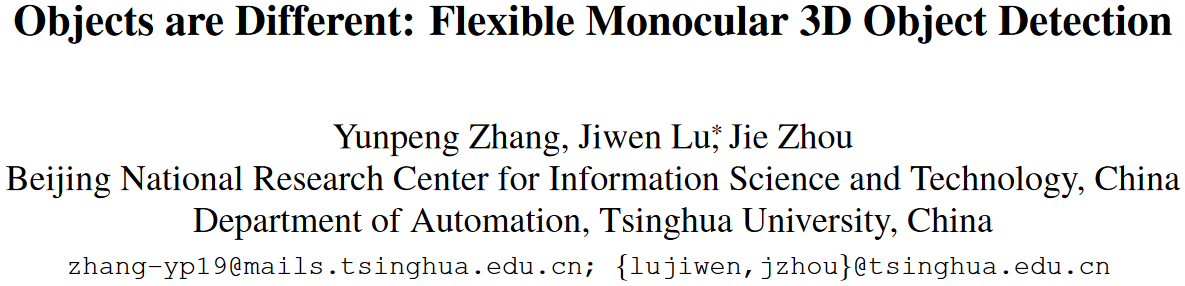 Objects are Different: Flexible Monocular 3D Object Detection
Yunpeng Zhang, Jiwen Lu*, Jie Zhou
Beijing National Research Center for Information Science and Technology, China
Department of Automation, Tsinghua University, China
zhang-yp19@mails.tsinghua.edu.cn; {lujiwen,jzhou}@tsinghua.edu.cn